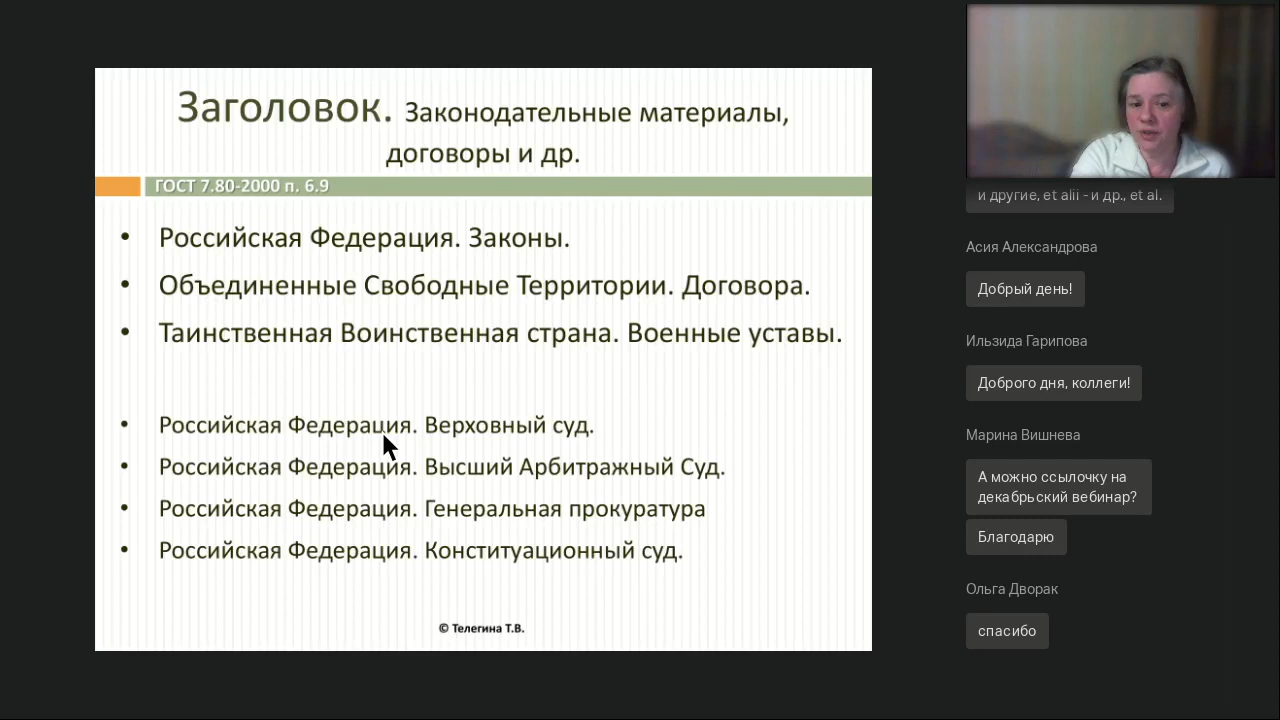 Заголовок. Законодательные материалы,
договоры и др.
ГОСТ 7.80-2000 п. 6.9
• Российская Федерация. Законы.
• Объединенные Свободные Территории. Договора.
• Таинственная Воинственная страна. Военные уставы.
• Российская Федерация. Верховный суд.
• Российская Федерация. Высший Арбитражный Суд.
• Российская Федерация. Генеральная прокуратура
• Российская Федерация. Конституационный суд.
© Телегина Т.В.
и другие, et alii - и др., et al.
Асия Александрова
Добрый день!
Ильзида Гарипова
Доброго дня, коллеги!
Марина Вишнева
А можно ссылочку на
декабрьский вебинар?
Благодарю
Ольга Дворак
спасибо